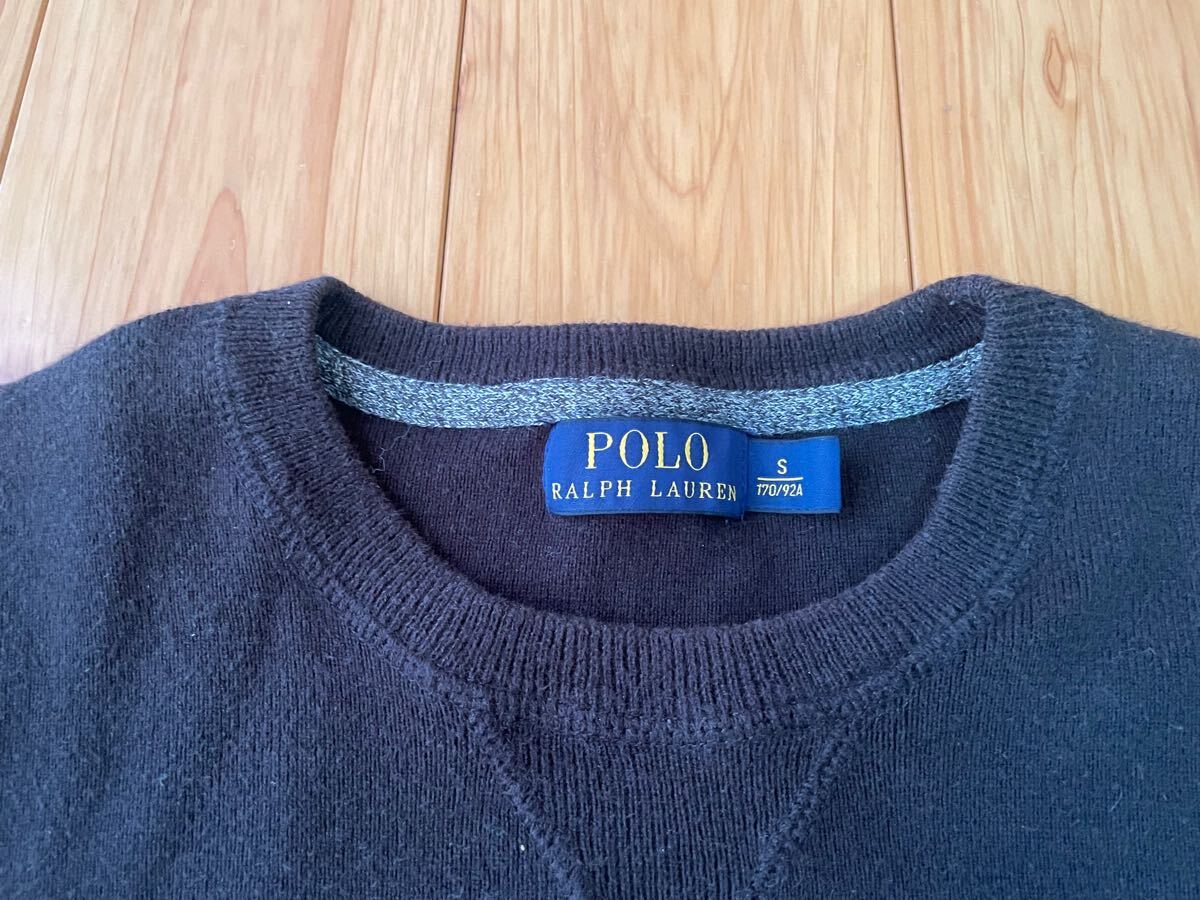 POLO
RALPH LAUREN
S
170/92A